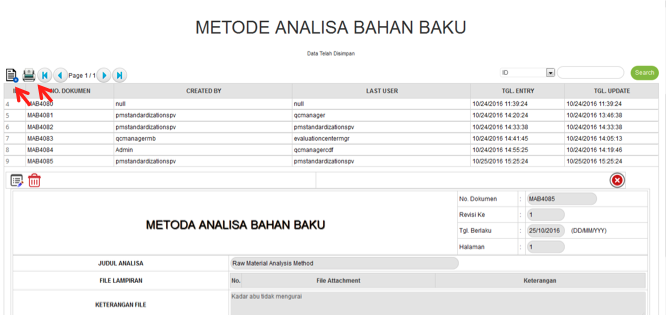 METODE ANALISA BAHAN BAKU
Data Telah Disimpan
Page 1 / 1
ID
Search
NO. DOKUMEN CREATED BY LAST USER TGL. ENTRY TGL. UPDATE
4 MAB4080 null null 10/24/2016 11:39:24 10/24/2016 11:39:24
5 MAB4081 pmstandardizationspv qcmanager 10/24/2016 14:20:24 10/24/2016 13:46:38
6 MAB4082 pmstandardizationspv pmstandardizationspv 10/24/2016 14:33:38 10/24/2016 14:33:38
7 MAB4083 qcmanagermb evaluationcentermgr 10/24/2016 14:41:45 10/24/2016 14:05:13
8 MAB4084 Admin qcmanagercdf 10/24/2016 14:55:25 10/24/2016 14:19:46
9 MAB4085 pmstandardizationspv pmstandardizationspv 10/25/2016 15:25:24 10/25/2016 15:25:24
METODA ANALISA BAHAN BAKU
No. Dokumen : MAB4085
Revisi Ke : 1
Tgl. Berlaku : 25/10/2016 (DD/MM/YYY)
Halaman : 1
JUDUL ANALISA Raw Material Analysis Method
FILE LAMPIRAN No. File Attachment Keterangan
KETERANGAN FILE Kadar abu tidak mengurai